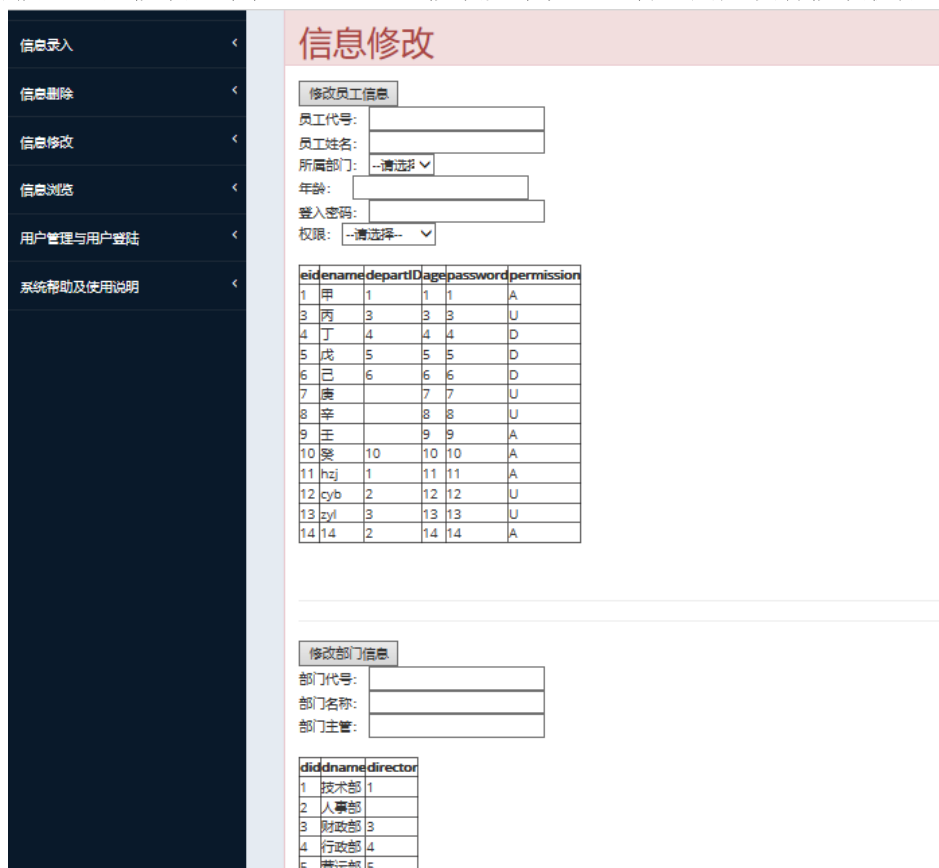 信息录入
信息删除
信息修改
信息浏览
用户管理与用户登陆
系统帮助及使用说明
信息修改
修改员工信息
员工代号:
员工姓名:
所属部门: --请选择
年龄:
登入密码:
权限: --请选择--
eid ename departID age password permission
1 甲 1 1 1 A
3 丙 3 3 3 U
4 丁 4 4 4 D
5 戊 5 5 5 D
6 己 6 6 6 D
7 庚 7 7 U
8 辛 8 8 U
9 壬 9 9 A
10 癸 10 10 10 A
11 hzj 1 11 11 A
12 cyb 2 12 12 U
13 zyl 3 13 13 U
14 14 2 14 14 A
修改部门信息
部门代号:
部门名称:
部门主管:
did dname director
1 技术部 1
2 人事部
3 财政部 3
4 行政部 4
5 营运部 5